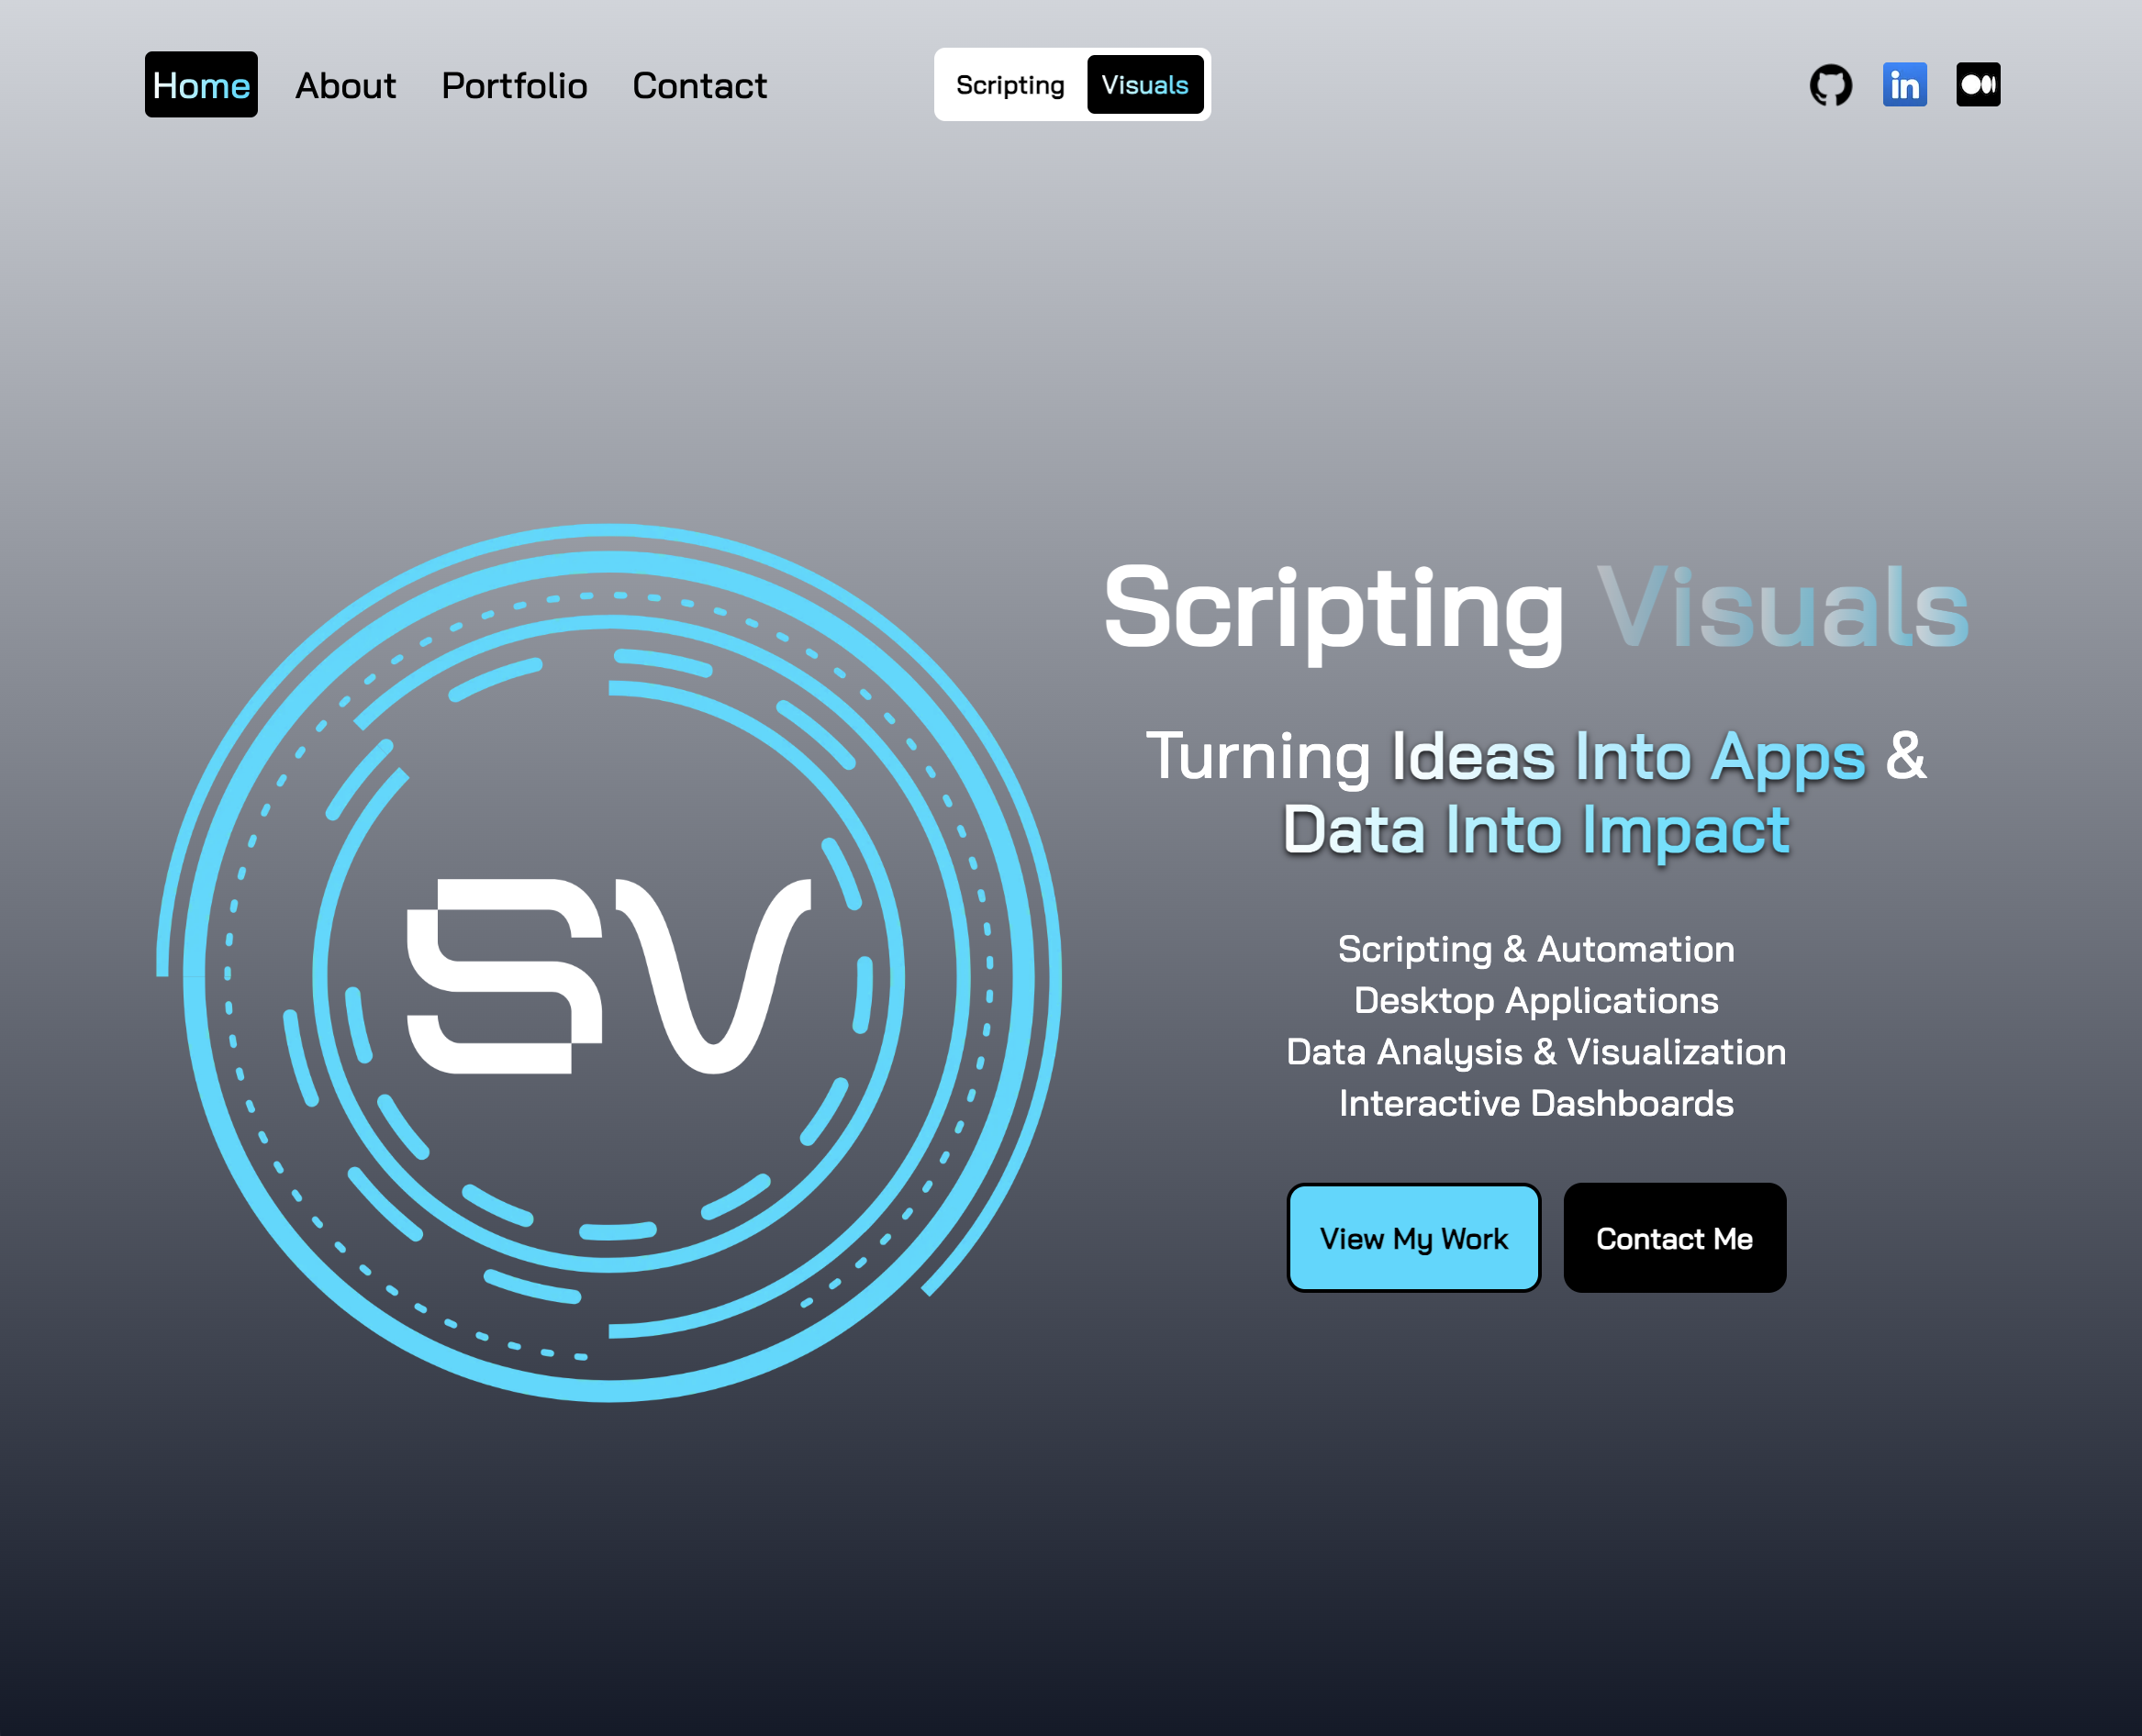 Home About Portfolio Contact Scripting Visuals in
Scripting Visuals
Turning Ideas Into Apps &
Data Into Impact
SV
Scripting & Automation
Desktop Applications
Data Analysis & Visualization
Interactive Dashboards
View My Work Contact Me